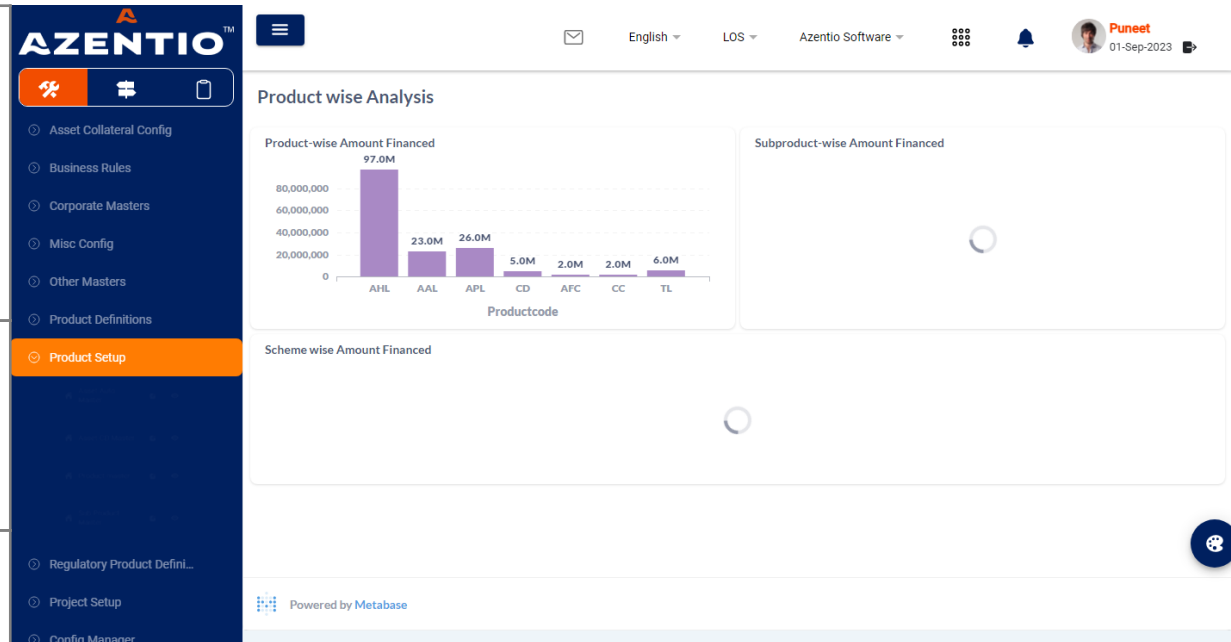 AZENTIO™
English
LOS
Azentio Software
Puneet
01-Sep-2023
Asset Collateral Config
Business Rules
Corporate Masters
Misc Config
Other Masters
Product Definitions
Product Setup
Regulatory Product Defini...
Project Setup
Config Manager
Product wise Analysis
Product-wise Amount Financed
97.0M
80,000,000
60,000,000
40,000,000
20,000,000
0
23.0M
26.0M
5.0M
2.0M
2.0M
6.0M
AHL AAL APL CD AFC CC TL
Productcode
Subproduct-wise Amount Financed
Scheme wise Amount Financed
Powered by Metabase